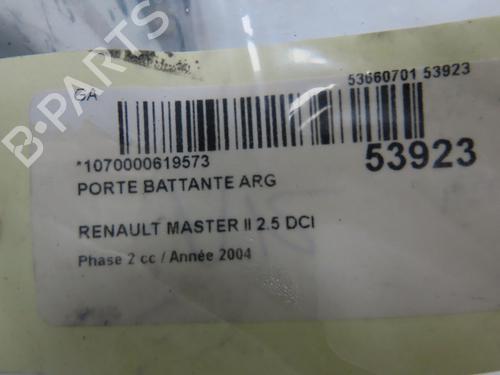 GA
53660701 53923
*1070000619573
53923
PORTE BATTANTE ARG
RENAULT MASTER II 2.5 DCI
Phase 2 cc / Année 2004
B-PARTS